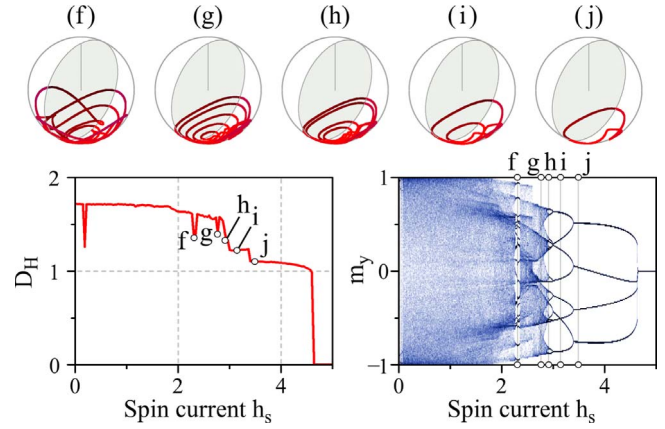 (f) (g) (h) (i) (j)
f g h i j
2
1
0
D_H
f g h i j
0 2 4
Spin current h_s
1
0
−1
m_y
0 2 4
Spin current h_s